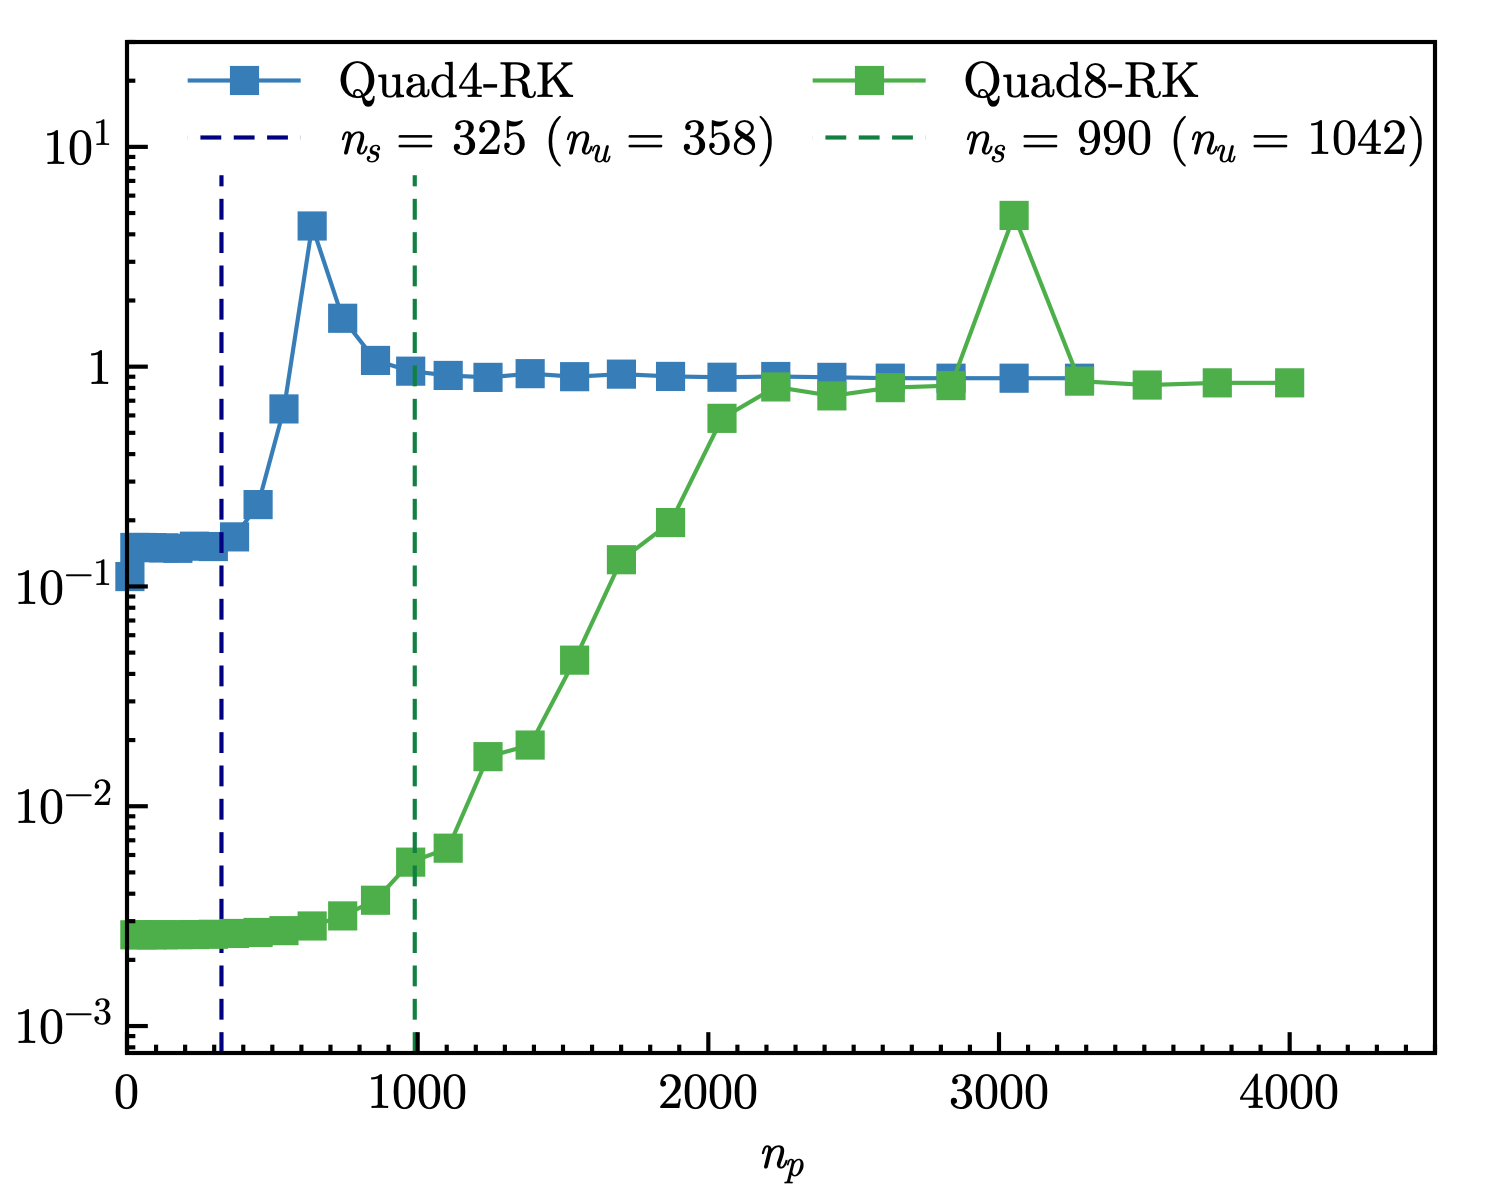 Quad4-RK Quad8-RK
n_s = 325 (n_u = 358) n_s = 990 (n_u = 1042)
10^1
1
10^−1
10^−2
10^−3
0 1000 2000 3000 4000
n_p